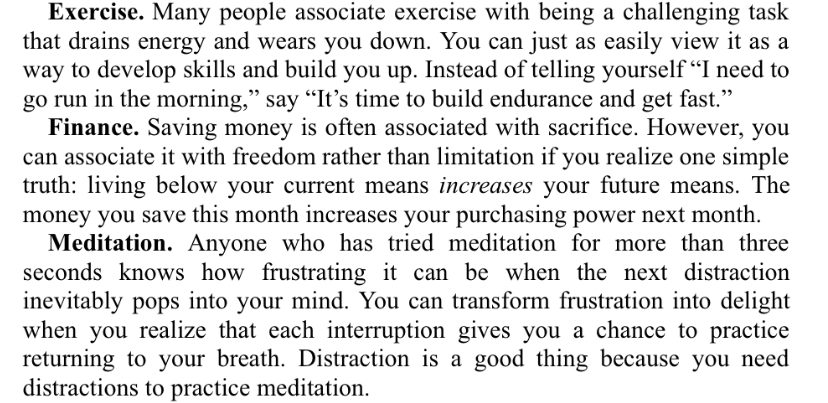 Exercise. Many people associate exercise with being a challenging task
that drains energy and wears you down. You can just as easily view it as a
way to develop skills and build you up. Instead of telling yourself “I need to
go run in the morning,” say “It’s time to build endurance and get fast.”
Finance. Saving money is often associated with sacrifice. However, you
can associate it with freedom rather than limitation if you realize one simple
truth: living below your current means increases your future means. The
money you save this month increases your purchasing power next month.
Meditation. Anyone who has tried meditation for more than three
seconds knows how frustrating it can be when the next distraction
inevitably pops into your mind. You can transform frustration into delight
when you realize that each interruption gives you a chance to practice
returning to your breath. Distraction is a good thing because you need
distractions to practice meditation.